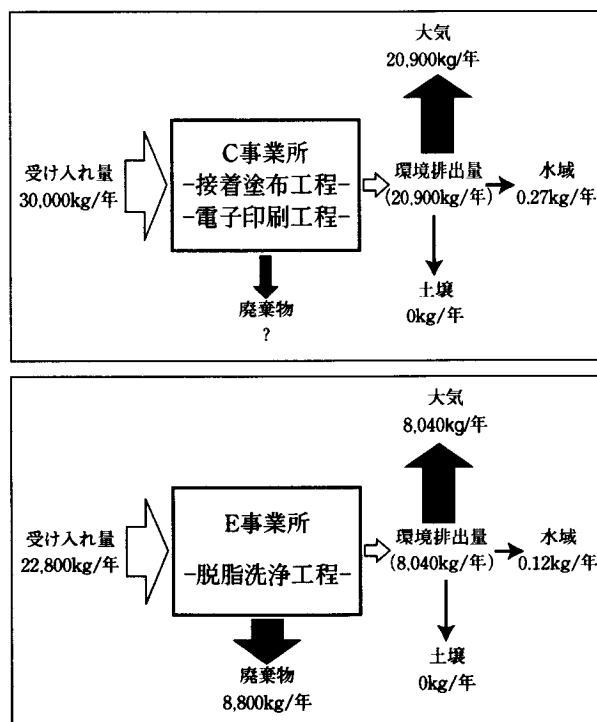 大気
20,900kg/年
受け入れ量
30,000kg/年
C事業所
-接着塗布工程-
-電子印刷工程-
環境排出量
(20,900kg/年)
水域
0.27kg/年
廃棄物
?
土壌
0kg/年
大気
8,040kg/年
受け入れ量
22,800kg/年
E事業所
-脱脂洗浄工程-
環境排出量
(8,040kg/年)
水域
0.12kg/年
廃棄物
8,800kg/年
土壌
0kg/年